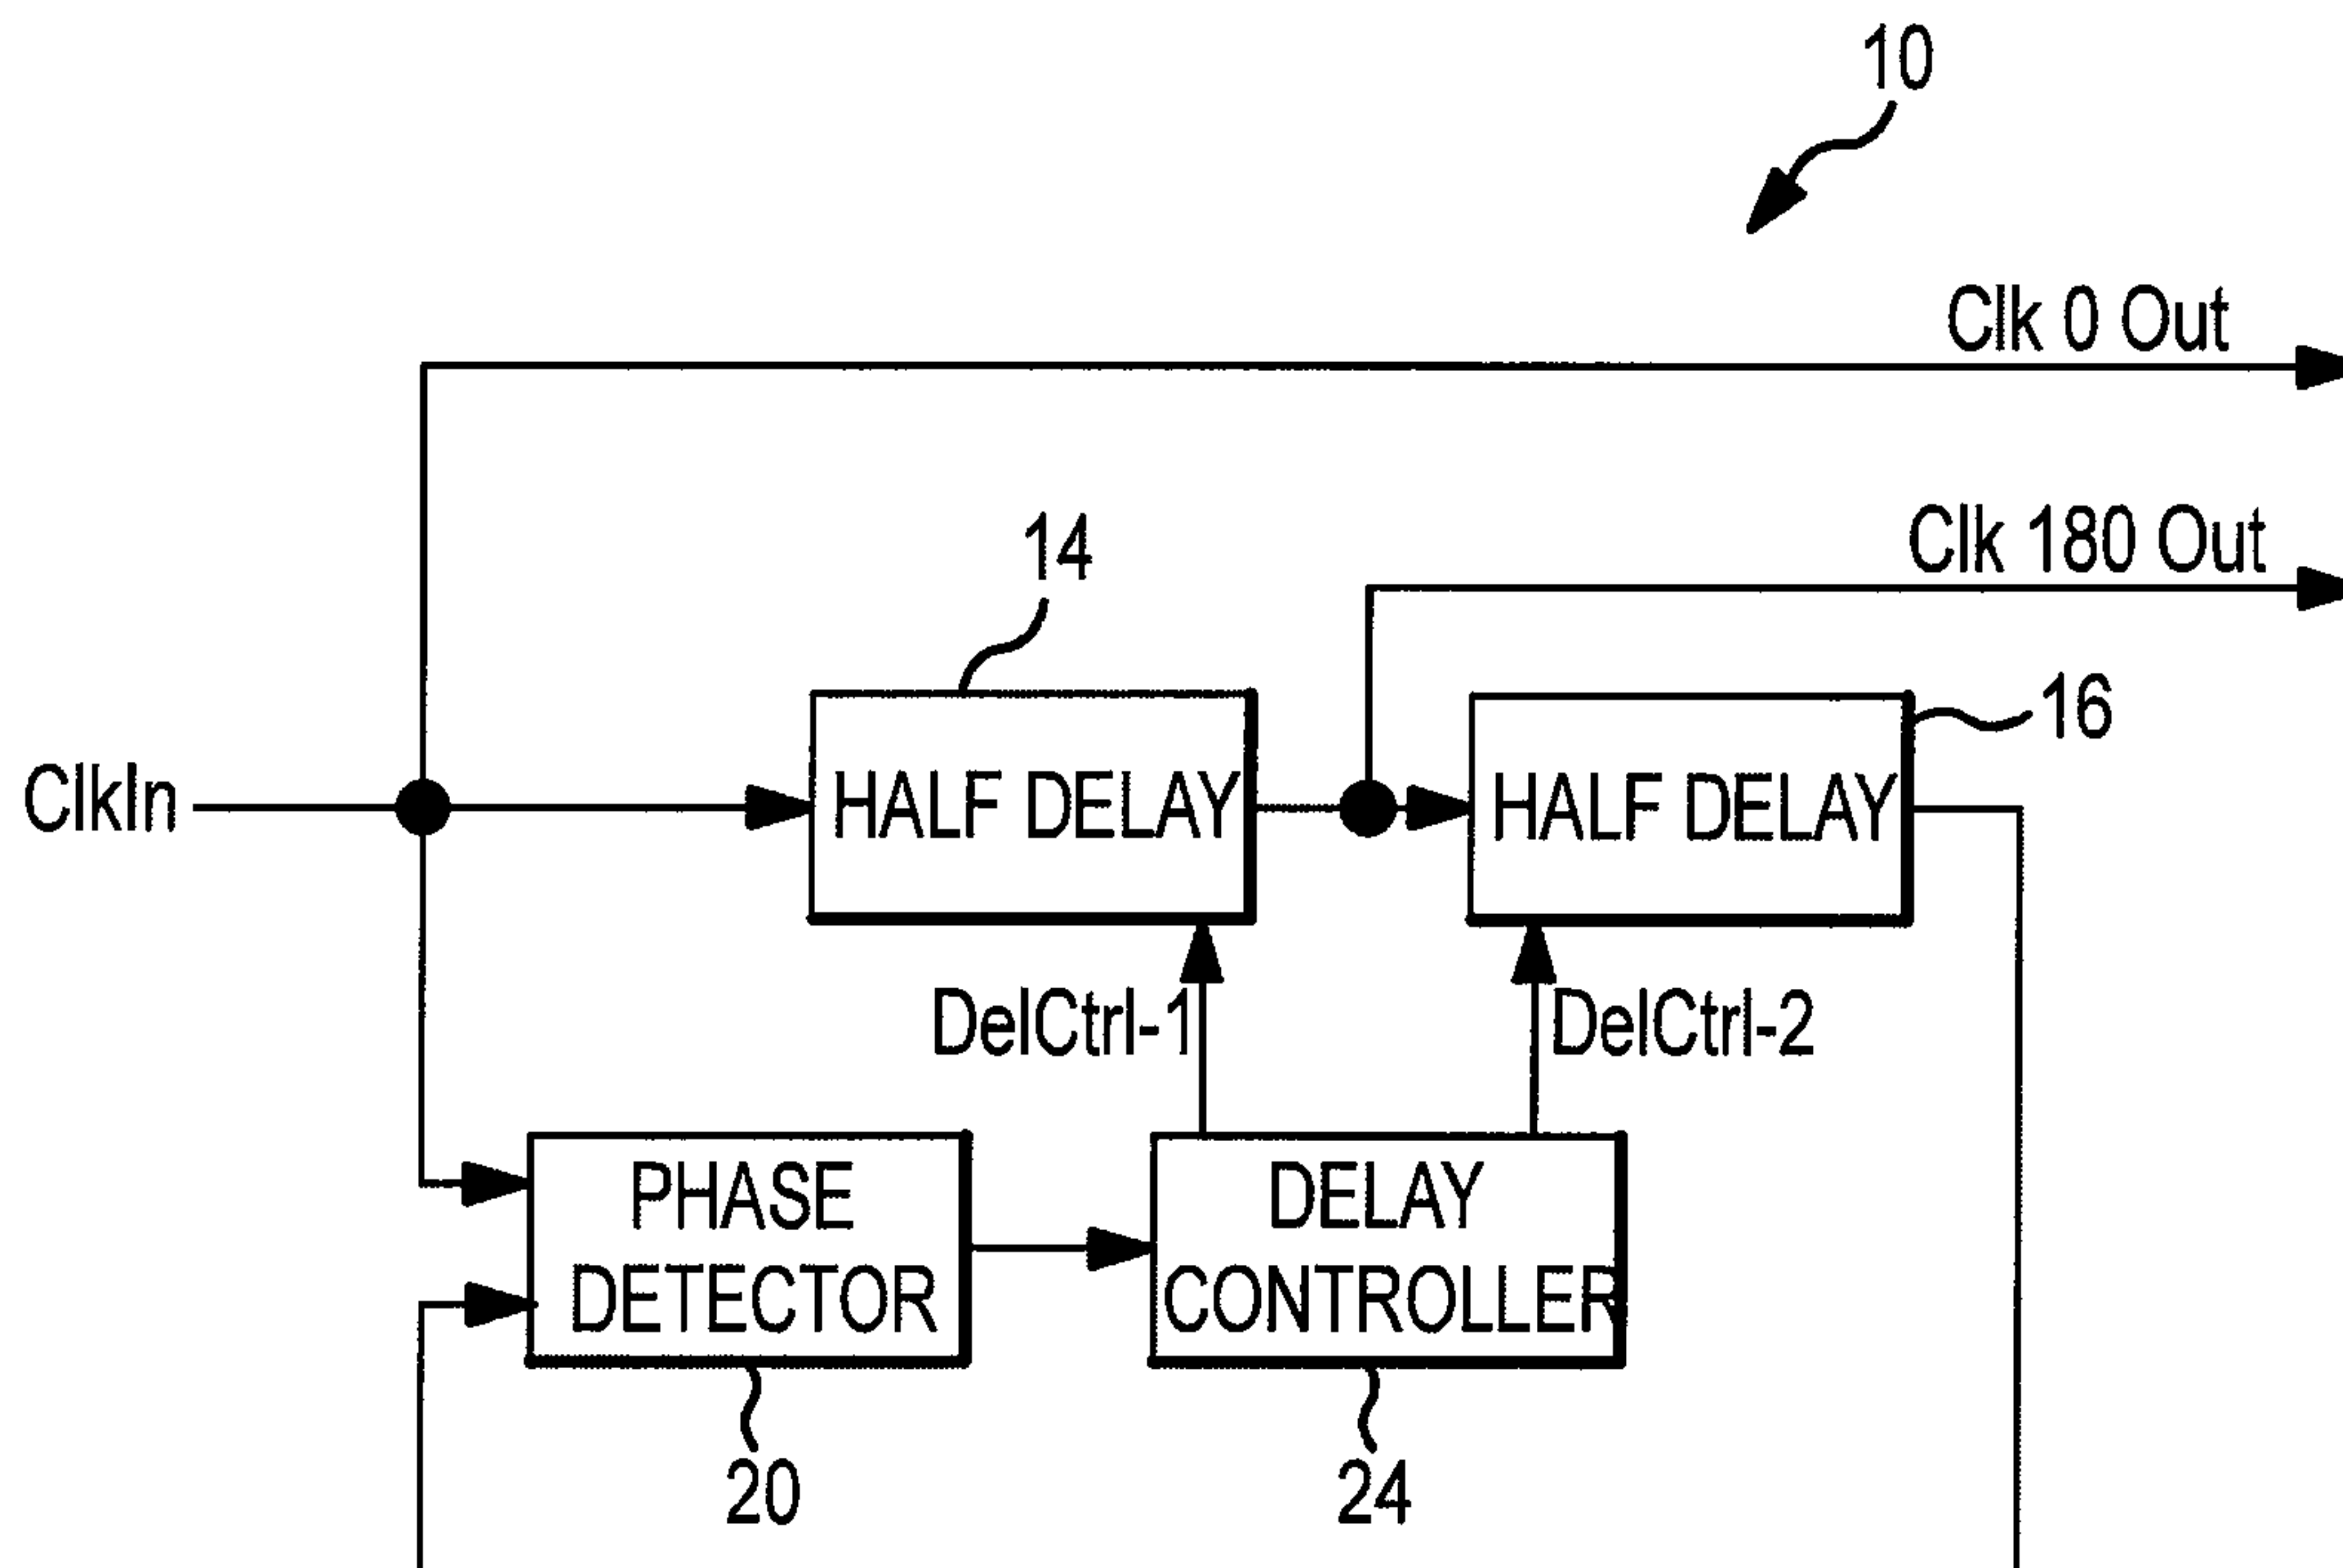 10
Clk 0 Out
Clk 180 Out
14
16
ClkIn
HALF DELAY
HALF DELAY
DelCtrl-1
DelCtrl-2
PHASE
DETECTOR
DELAY
CONTROLLER
20
24